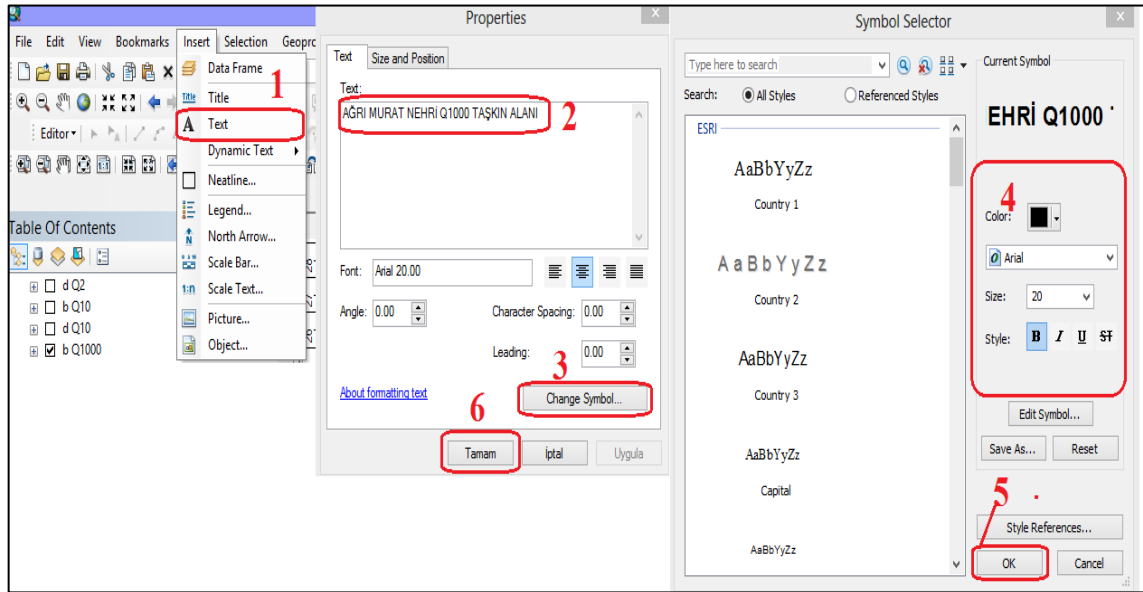 File Edit View Bookmarks Insert Selection Geopro
Data Frame
1
Title Title
A Text
Dynamic Text
Neatline...
Legend...
N North Arrow...
Scale Bar...
1:n Scale Text...
Picture...
Object...
Editor
Table Of Contents
d Q2
b Q10
d Q10
b Q1000
Properties
X
Text Size and Position
Text:
AĞRI MURAT NEHRİ Q1000 TAŞKIN ALANI
2
Font: Arial 20.00
Angle: 0.00 Character Spacing: 0.00
Leading: 0.00
3
About formatting text Change Symbol...
6
Tamam İptal Uygula
Symbol Selector
X
Type here to search
Search: All Styles Referenced Styles
ESRI
AaBbYyZz
Country 1
AaBbYyZz
Country 2
AaBbYyZz
Country 3
AaBbYyZz
Capital
AaBbYyZz
Current Symbol
EHRİ Q1000
4
Color:
Arial
Size: 20
Style: B I U ST
Edit Symbol...
Save As... Reset
5
Style References...
OK Cancel